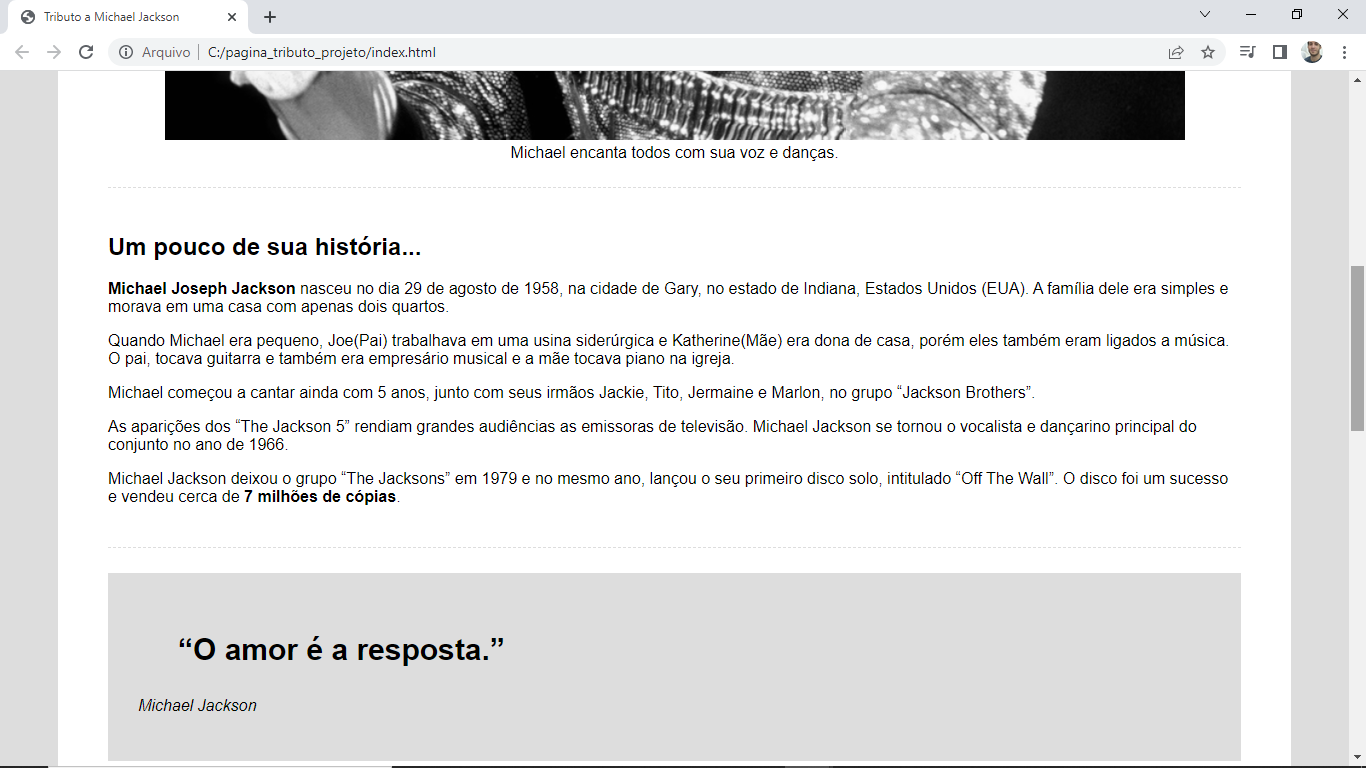 Tributo a Michael Jackson
Arquivo
C:/pagina_tributo_projeto/index.html
Michael encanta todos com sua voz e danças.
Um pouco de sua história...
Michael Joseph Jackson nasceu no dia 29 de agosto de 1958, na cidade de Gary, no estado de Indiana, Estados Unidos (EUA). A família dele era simples e
morava em uma casa com apenas dois quartos.
Quando Michael era pequeno, Joe(Pai) trabalhava em uma usina siderúrgica e Katherine(Mãe) era dona de casa, porém eles também eram ligados a música.
O pai, tocava guitarra e também era empresário musical e a mãe tocava piano na igreja.
Michael começou a cantar ainda com 5 anos, junto com seus irmãos Jackie, Tito, Jermaine e Marlon, no grupo “Jackson Brothers”.
As aparições dos “The Jackson 5” rendiam grandes audiências as emissoras de televisão. Michael Jackson se tornou o vocalista e dançarino principal do
conjunto no ano de 1966.
Michael Jackson deixou o grupo “The Jacksons” em 1979 e no mesmo ano, lançou o seu primeiro disco solo, intitulado “Off The Wall”. O disco foi um sucesso
e vendeu cerca de 7 milhões de cópias.
“O amor é a resposta.”
Michael Jackson